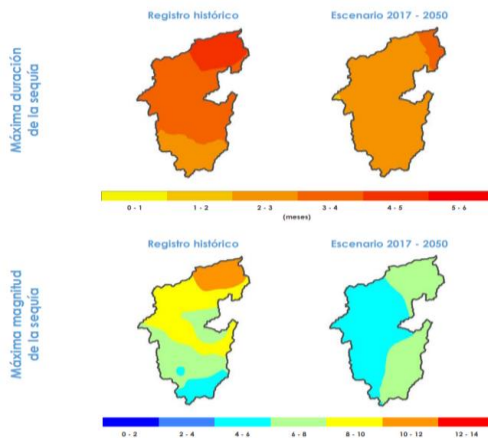 Registro histórico
Escenario 2017 - 2050
Máxima duración
de la sequía
0 - 1
1 - 2
2 - 3
3 - 4
4 - 5
5 - 6
(meses)
Registro histórico
Escenario 2017 - 2050
Máxima magnitud
de la sequía
0 - 2
2 - 4
4 - 6
6 - 8
8 - 10
10 - 12
12 - 14